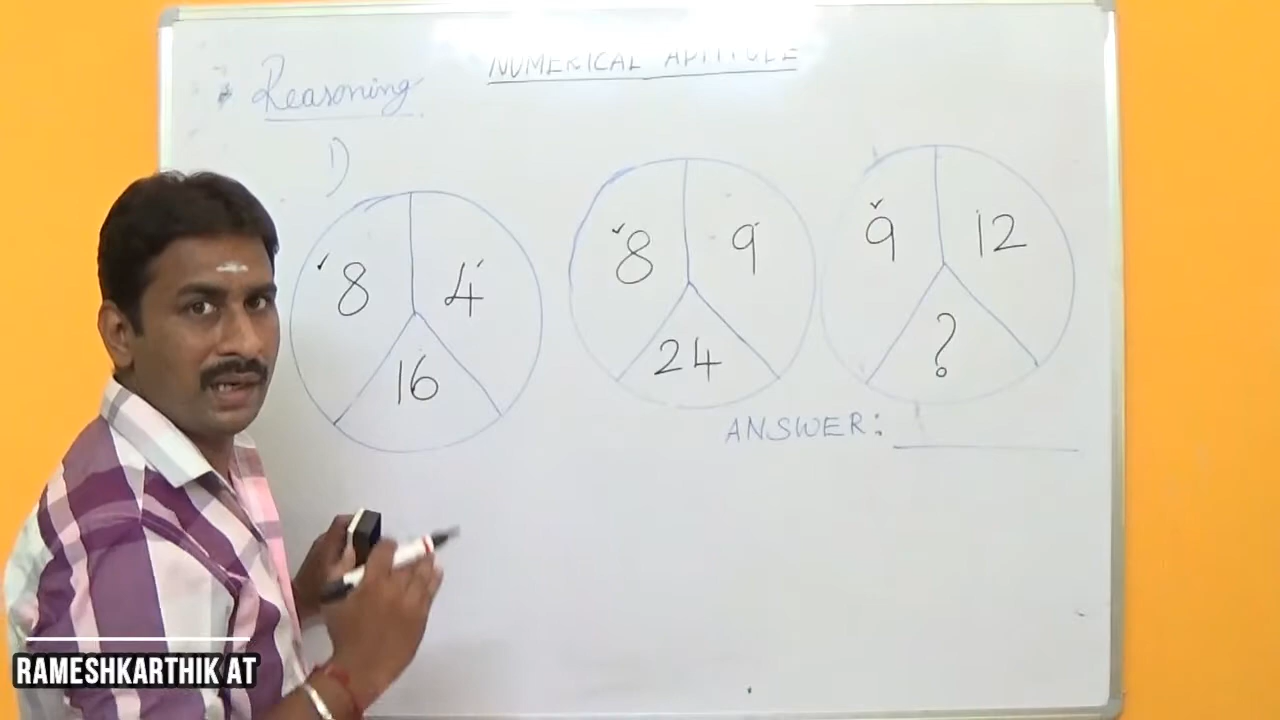 NUMERICAL APTITUDE
Reasoning
1)
8 4 16
8 9 24
9 12 ?
ANSWER:
RAMESHKARTHIK AT